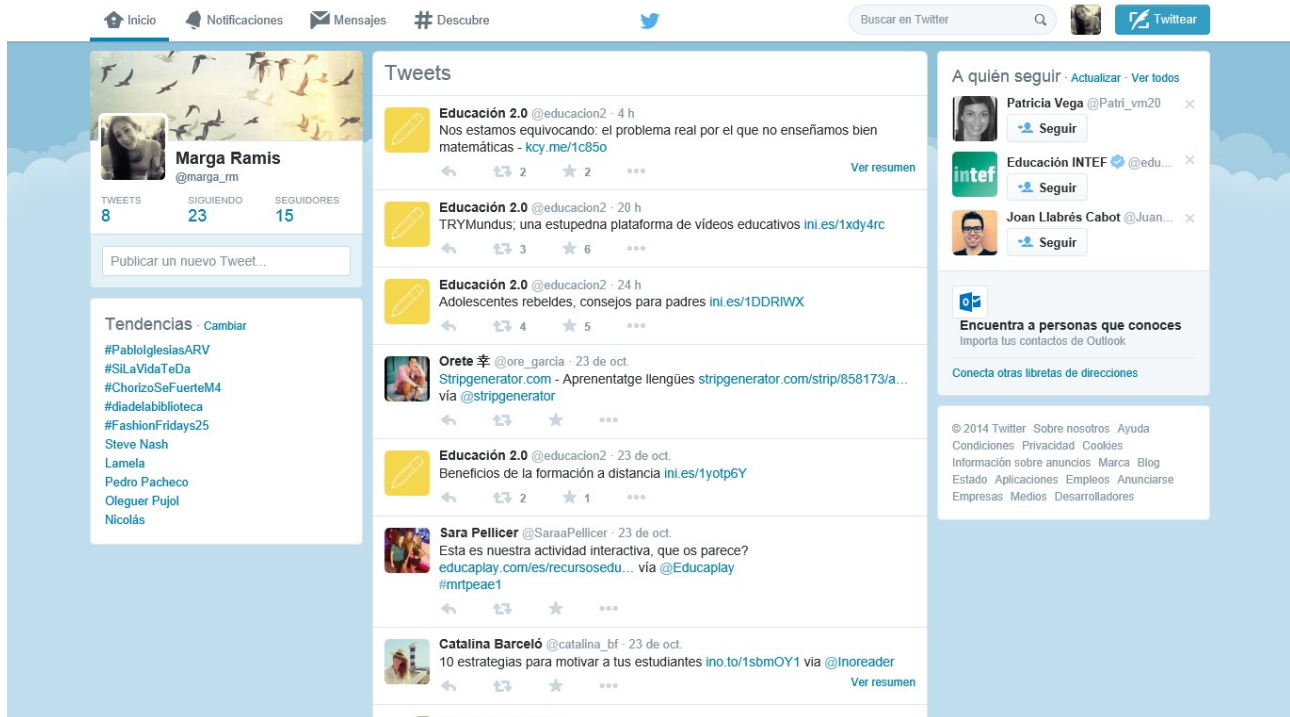 Inicio Notificaciones Mensajes Descubre Buscar en Twitter Twittear
Marga Ramis
@marga_rm
TWEETS SIGUIENDO SEGUIDORES
8 23 15
Publicar un nuevo Tweet...
Tendencias · Cambiar
#PabloIglesiasARV
#SiLaVidaTeDa
#ChorizoSeFuerteM4
#diadelabiblioteca
#FashionFridays25
Steve Nash
Lamela
Pedro Pacheco
Oleguer Pujol
Nicolás
Tweets
Educación 2.0 @educacion2 · 4 h
Nos estamos equivocando: el problema real por el que no enseñamos bien
matemáticas - kcy.me/1c85o
2 2 Ver resumen
Educación 2.0 @educacion2 · 20 h
TRYMundus; una estupedna plataforma de vídeos educativos ini.es/1xdy4rc
3 6
Educación 2.0 @educacion2 · 24 h
Adolescentes rebeldes, consejos para padres ini.es/1DDRlWX
4 5
Orete 幸 @ore_garcia · 23 de oct.
Stripgenerator.com - Aprenentatge llengües stripgenerator.com/strip/858173/a...
vía @stripgenerator
Educación 2.0 @educacion2 · 23 de oct.
Beneficios de la formación a distancia ini.es/1yotp6Y
2 1
Sara Pellicer @SaraaPellicer · 23 de oct.
Esta es nuestra actividad interactiva, que os parece?
educaplay.com/es/recursosedu... vía @Educaplay
#mrtpeae1
Catalina Barceló @catalina_bf · 23 de oct.
10 estrategias para motivar a tus estudiantes ino.to/1sbmOY1 via @Inoreader
Ver resumen
A quién seguir · Actualizar · Ver todos
Patricia Vega @Patri_vm20
Seguir
intef
Educación INTEF @edu...
Seguir
Joan Llabrés Cabot @Juan...
Seguir
Encuentra a personas que conoces
Importa tus contactos de Outlook
Conecta otras libretas de direcciones
© 2014 Twitter Sobre nosotros Ayuda
Condiciones Privacidad Cookies
Información sobre anuncios Marca Blog
Estado Aplicaciones Empleos Anunciarse
Empresas Medios Desarrolladores